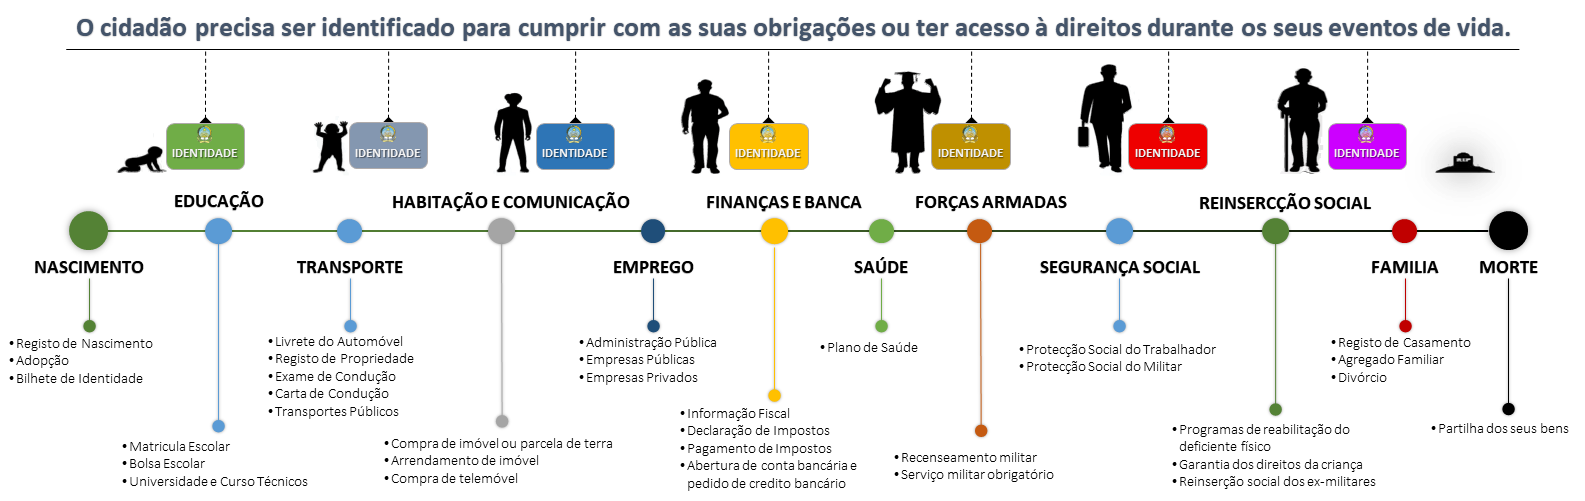 O cidadão precisa ser identificado para cumprir com as suas obrigações ou ter acesso à direitos durante os seus eventos de vida.
IDENTIDADE
IDENTIDADE
IDENTIDADE
IDENTIDADE
IDENTIDADE
IDENTIDADE
IDENTIDADE
RIP
EDUCAÇÃO
HABITAÇÃO E COMUNICAÇÃO
FINANÇAS E BANCA
FORÇAS ARMADAS
REINSERCÇÃO SOCIAL
NASCIMENTO
TRANSPORTE
EMPREGO
SAÚDE
SEGURANÇA SOCIAL
FAMILIA
MORTE
• Registo de Nascimento
• Adopção
• Bilhete de Identidade
• Matricula Escolar
• Bolsa Escolar
• Universidade e Curso Técnicos
• Livrete do Automóvel
• Registo de Propriedade
• Exame de Condução
• Carta de Condução
• Transportes Públicos
• Compra de imóvel ou parcela de terra
• Arrendamento de imóvel
• Compra de telemóvel
• Administração Pública
• Empresas Públicas
• Empresas Privados
• Informação Fiscal
• Declaração de Impostos
• Pagamento de Impostos
• Abertura de conta bancária e
pedido de credito bancário
• Plano de Saúde
• Recenseamento militar
• Serviço militar obrigatório
• Protecção Social do Trabalhador
• Protecção Social do Militar
• Programas de reabilitação do
deficiente físico
• Garantia dos direitos da criança
• Reinserção social dos ex-militares
• Registo de Casamento
• Agregado Familiar
• Divórcio
• Partilha dos seus bens